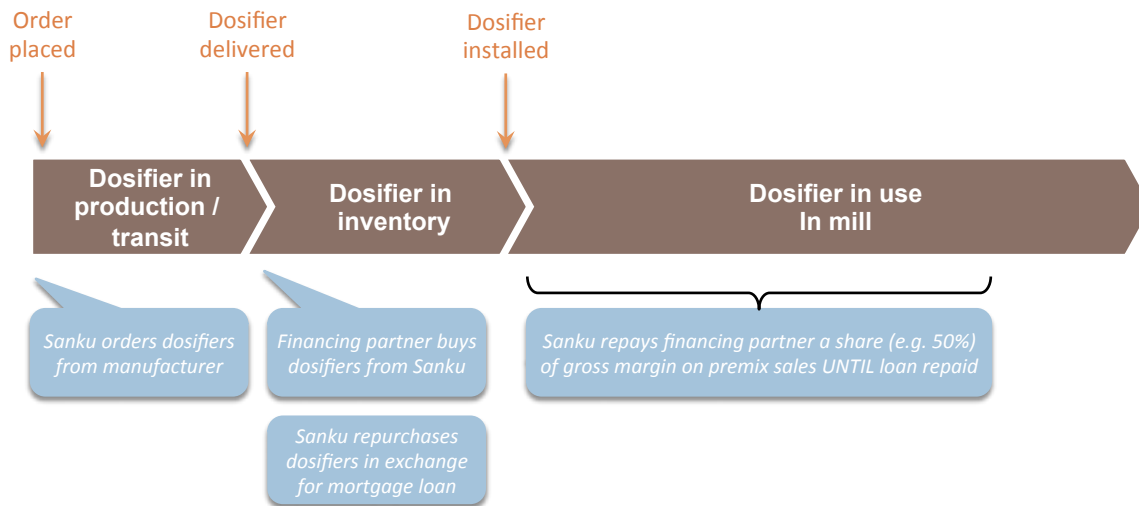 Order
placed
Dosifier
delivered
Dosifier
installed
Dosifier in
production /
transit
Dosifier in
inventory
Dosifier in use
In mill
Sanku orders dosifiers
from manufacturer
Financing partner buys
dosifiers from Sanku
Sanku repays financing partner a share (e.g. 50%)
of gross margin on premix sales UNTIL loan repaid
Sanku repurchases
dosifiers in exchange
for mortgage loan